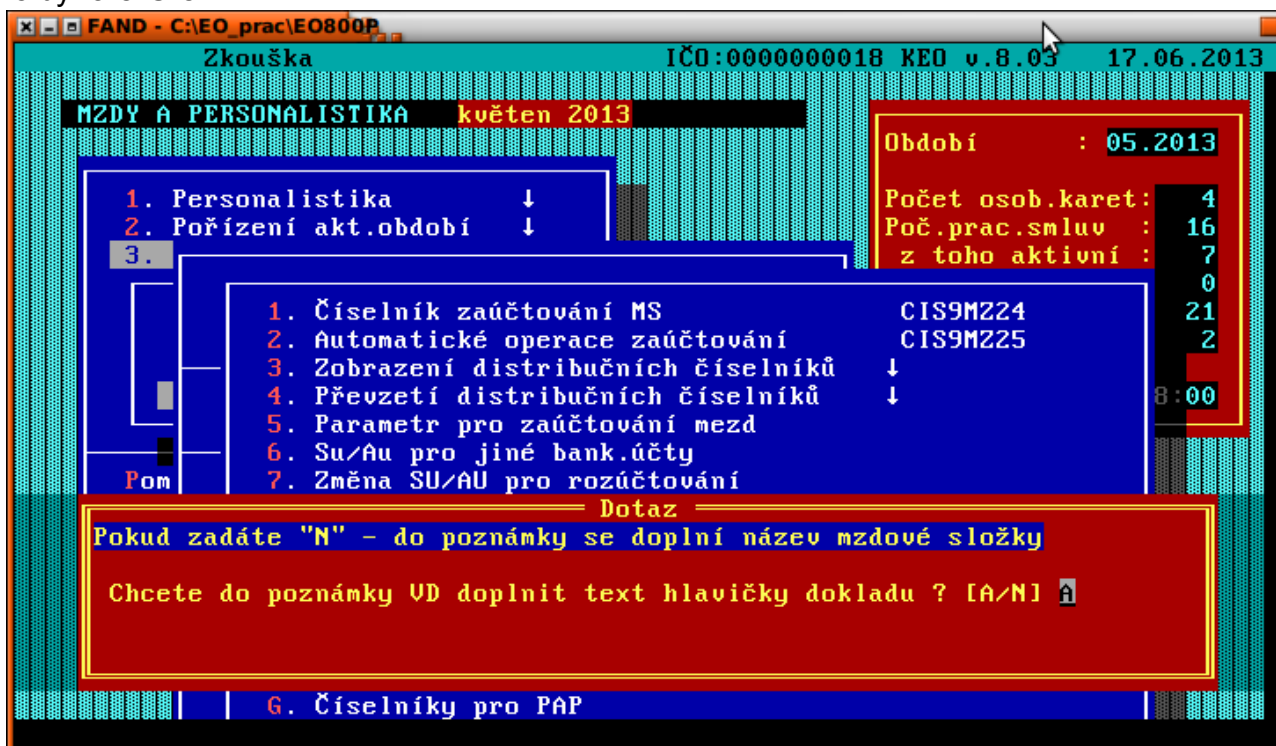 FAND - C:\EO_prac\EO800P
Zkouška IČO:0000000018 KEO v.8.03 17.06.2013
MZDY A PERSONALISTIKA květen 2013
Období : 05.2013
1. Personalistika ↓ Počet osob.karet: 4
2. Pořízení akt.období ↓ Poč.prac.smluv : 16
3. z toho aktivní : 7
0
1. Číselník zaúčtování MS CIS9MZ24 21
2. Automatické operace zaúčtování CIS9MZ25 2
3. Zobrazení distribučních číselníků ↓
4. Převzetí distribučních číselníků ↓ 8:00
5. Parametr pro zaúčtování mezd
6. Su/Au pro jiné bank.účty
Pom 7. Změna SU/AU pro rozúčtování
Dotaz
Pokud zadáte "N" - do poznámky se doplní název mzdové složky
Chcete do poznámky VD doplnit text hlavičky dokladu ? [A/N] A
G. Číselníky pro PAP